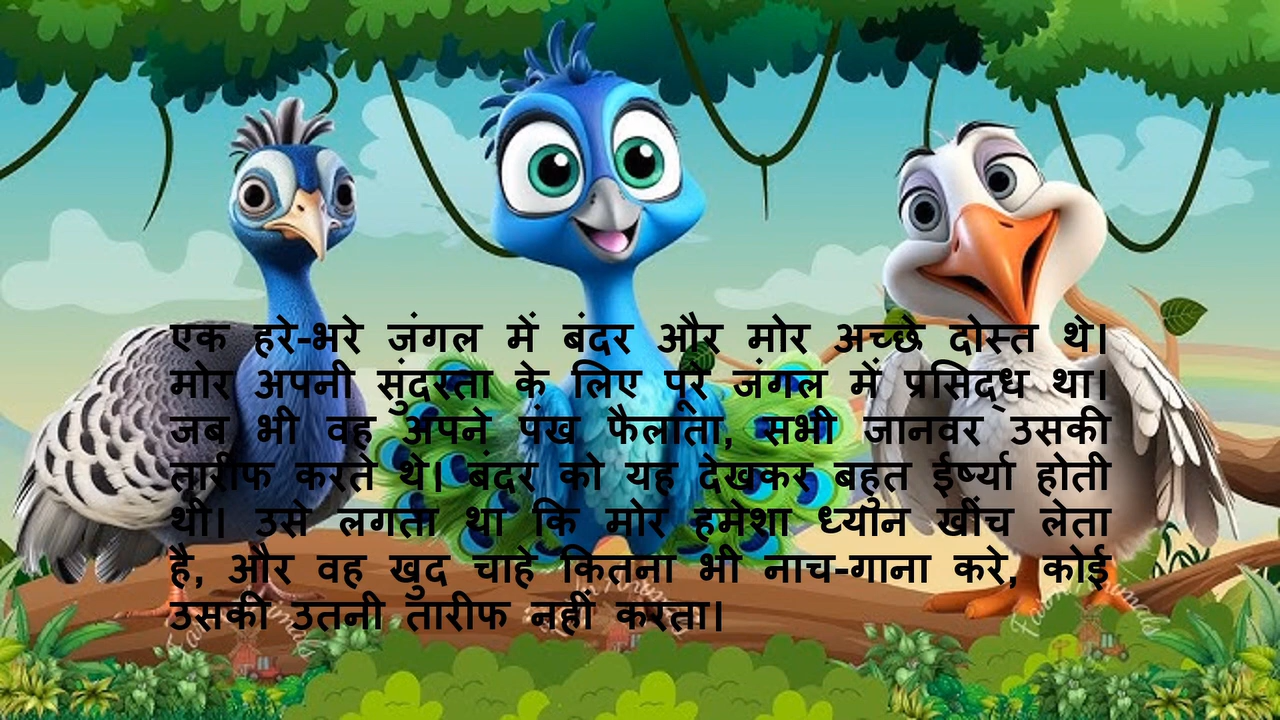 एक हरे-भरे जंगल में बंदर और मोर अच्छे दोस्त थे।
मोर अपनी सुंदरता के लिए पूरे जंगल में प्रसिद्ध था।
जब भी वह अपने पंख फैलाता, सभी जानवर उसकी
तारीफ करते थे। बंदर को यह देखकर बहुत ईर्ष्या होती
थी। उसे लगता था कि मोर हमेशा ध्यान खींच लेता
है, और वह खुद चाहे कितना भी नाच-गाना करे, कोई
उसकी उतनी तारीफ नहीं करता।